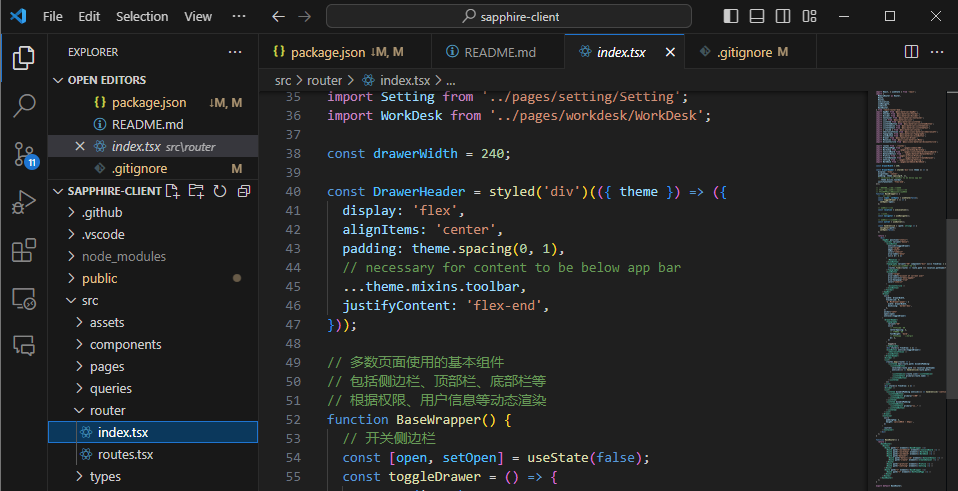 File Edit Selection View ··· sapphire-client
EXPLORER ···
OPEN EDITORS
package.json ↓M, M
README.md
index.tsx src\router
.gitignore M
SAPPHIRE-CLIENT
.github
.vscode
node_modules
public
src
assets
components
pages
queries
router
index.tsx
routes.tsx
types
11
package.json ↓M, M README.md index.tsx .gitignore M ···
src > router > index.tsx > ...
35 import Setting from '../pages/setting/Setting';
36 import WorkDesk from '../pages/workdesk/WorkDesk';
37
38 const drawerWidth = 240;
39
40 const DrawerHeader = styled('div')(({ theme }) => ({
41 display: 'flex',
42 alignItems: 'center',
43 padding: theme.spacing(0, 1),
44 // necessary for content to be below app bar
45 ...theme.mixins.toolbar,
46 justifyContent: 'flex-end',
47 }));
48
49 // 多数页面使用的基本组件
50 // 包括侧边栏、顶部栏、底部栏等
51 // 根据权限、用户信息等动态渲染
52 function BaseWrapper() {
53 // 开关侧边栏
54 const [open, setOpen] = useState(false);
55 const toggleDrawer = () => {